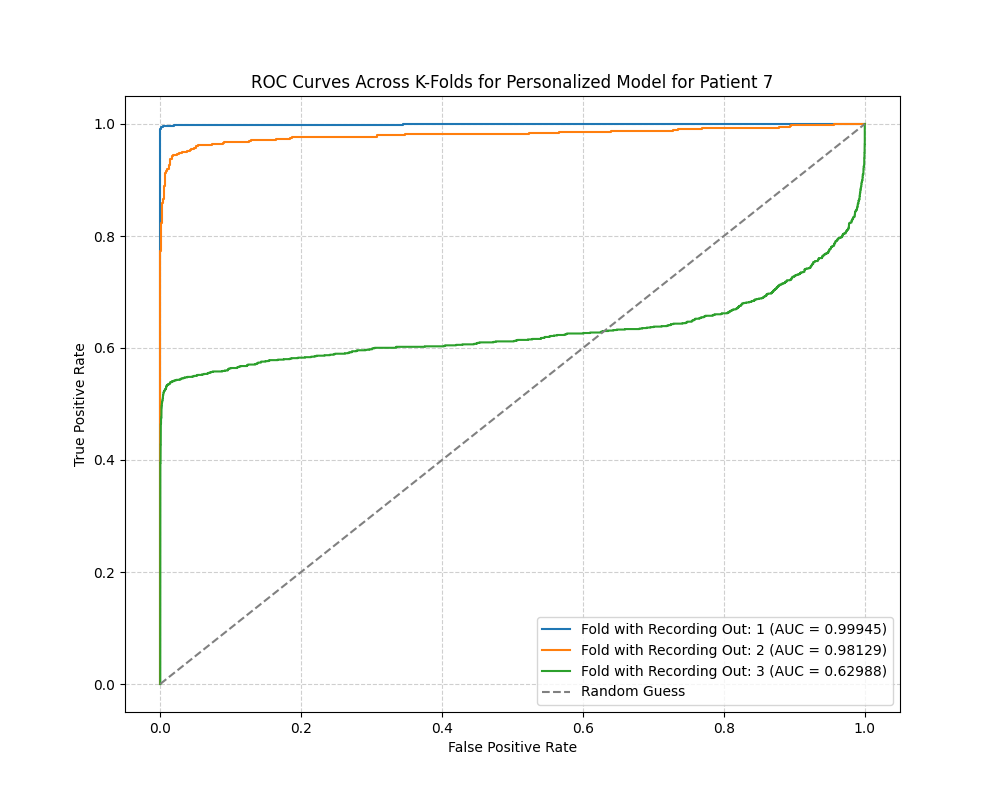 ROC Curves Across K-Folds for Personalized Model for Patient 7
1.0
0.8
0.6
0.4
0.2
0.0
True Positive Rate
0.0 0.2 0.4 0.6 0.8 1.0
False Positive Rate
Fold with Recording Out: 1 (AUC = 0.99945)
Fold with Recording Out: 2 (AUC = 0.98129)
Fold with Recording Out: 3 (AUC = 0.62988)
Random Guess